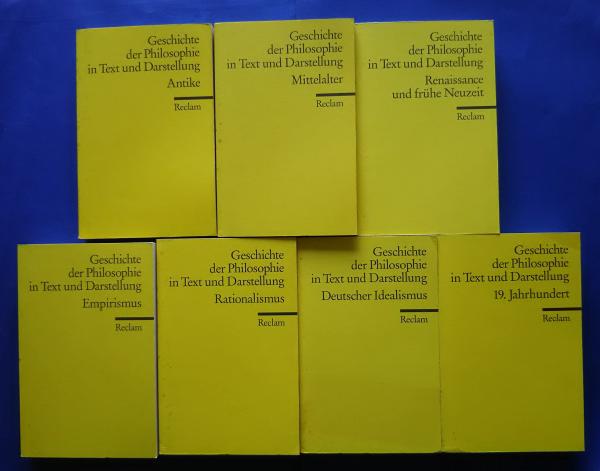 Geschichte
der Philosophie
in Text und Darstellung
Antike
Reclam
Geschichte
der Philosophie
in Text und Darstellung
Mittelalter
Reclam
Geschichte
der Philosophie
in Text und Darstellung
Renaissance
und frühe Neuzeit
Reclam
Geschichte
der Philosophie
in Text und Darstellung
Empirismus
Reclam
Geschichte
der Philosophie
in Text und Darstellung
Rationalismus
Reclam
Geschichte
der Philosophie
in Text und Darstellung
Deutscher Idealismus
Reclam
Geschichte
der Philosophie
in Text und Darstellung
19. Jahrhundert
Reclam